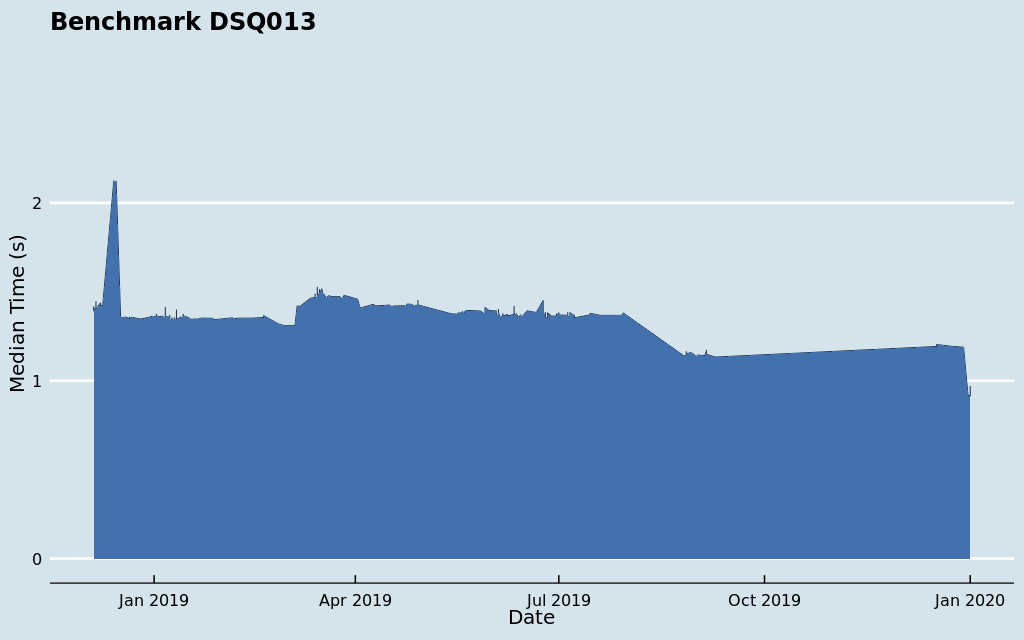 Benchmark DSQ013
Median Time (s)
2
1
0
Jan 2019
Apr 2019
Jul 2019
Oct 2019
Jan 2020
Date